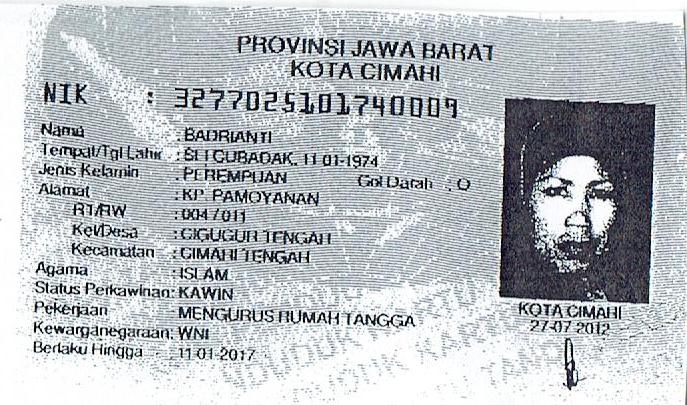 PROVINSI JAWA BARAT
KOTA CIMAHI
NIK : 3277025101740009
Nama : BADRIANTI
Tempat/Tgl Lahir : 11-01-1974
Jenis Kelamin : PEREMPUAN Gol Darah : O
Alamat : KP. PAMOYANAN
RT/RW : 004 / 011
Kel/Desa : CIGUGUR TENGAH
Kecamatan : CIMAHI TENGAH
Agama : ISLAM
Status Perkawinan: KAWIN
Pekerjaan : MENGURUS RUMAH TANGGA
Kewarganegaraan: WNI
Berlaku Hingga : 11-01-2017
KOTA CIMAHI
27-07-2012